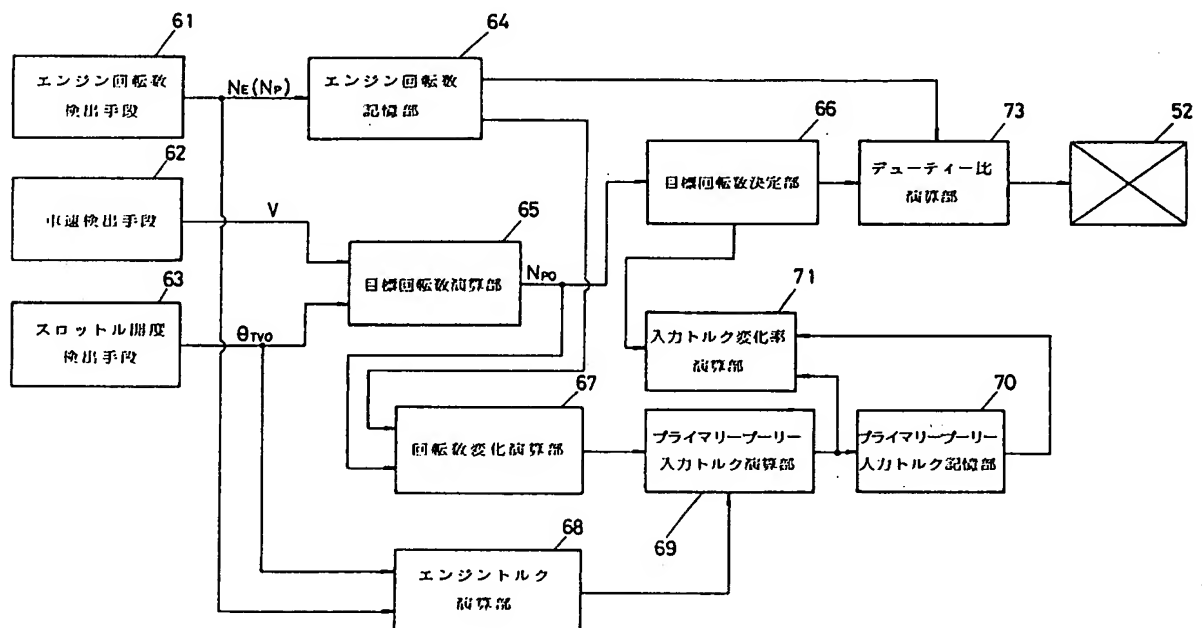 61
エンジン回転数
検出手段
NE(NP)
64
エンジン回転数
記憶部
62
車速検出手段
V
63
スロットル開度
検出手段
θTVO
65
目標回転数演算部
NPO
66
目標回転数決定部
73
デューティー比
演算部
52
71
入力トルク変化率
演算部
67
回転数変化演算部
プライマリープーリー
入力トルク演算部
69
70
プライマリープーリー
入力トルク記憶部
68
エンジントルク
演算部